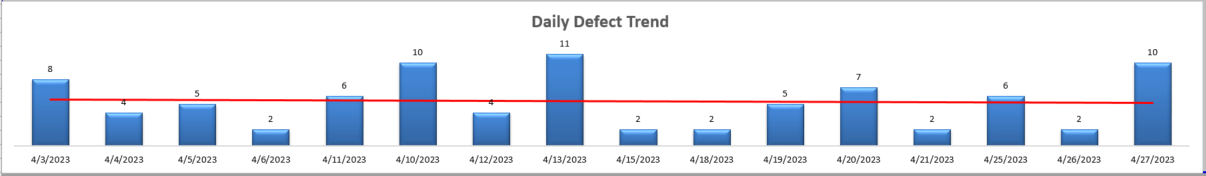 Daily Defect Trend
8 4 5 2 6 10 4 11 2 2 5 7 2 6 2 10
4/3/2023 4/4/2023 4/5/2023 4/6/2023 4/11/2023 4/10/2023 4/12/2023 4/13/2023 4/15/2023 4/18/2023 4/19/2023 4/20/2023 4/21/2023 4/25/2023 4/26/2023 4/27/2023